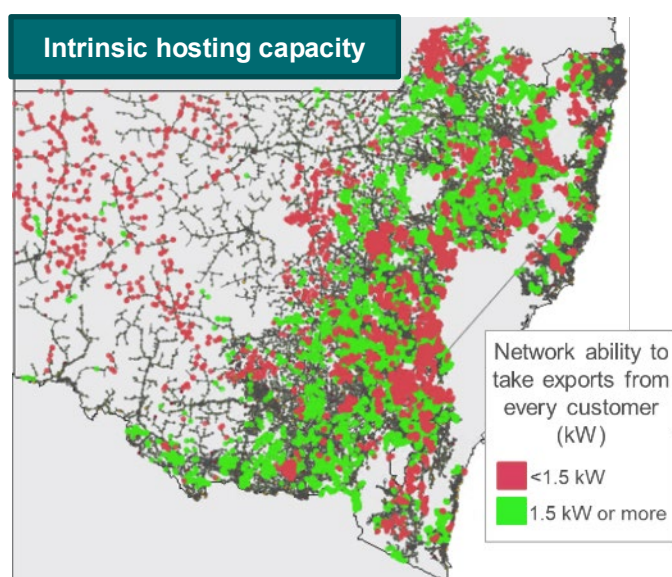 Intrinsic hosting capacity
Network ability to
take exports from
every customer
(kW)
<1.5 kW
1.5 kW or more